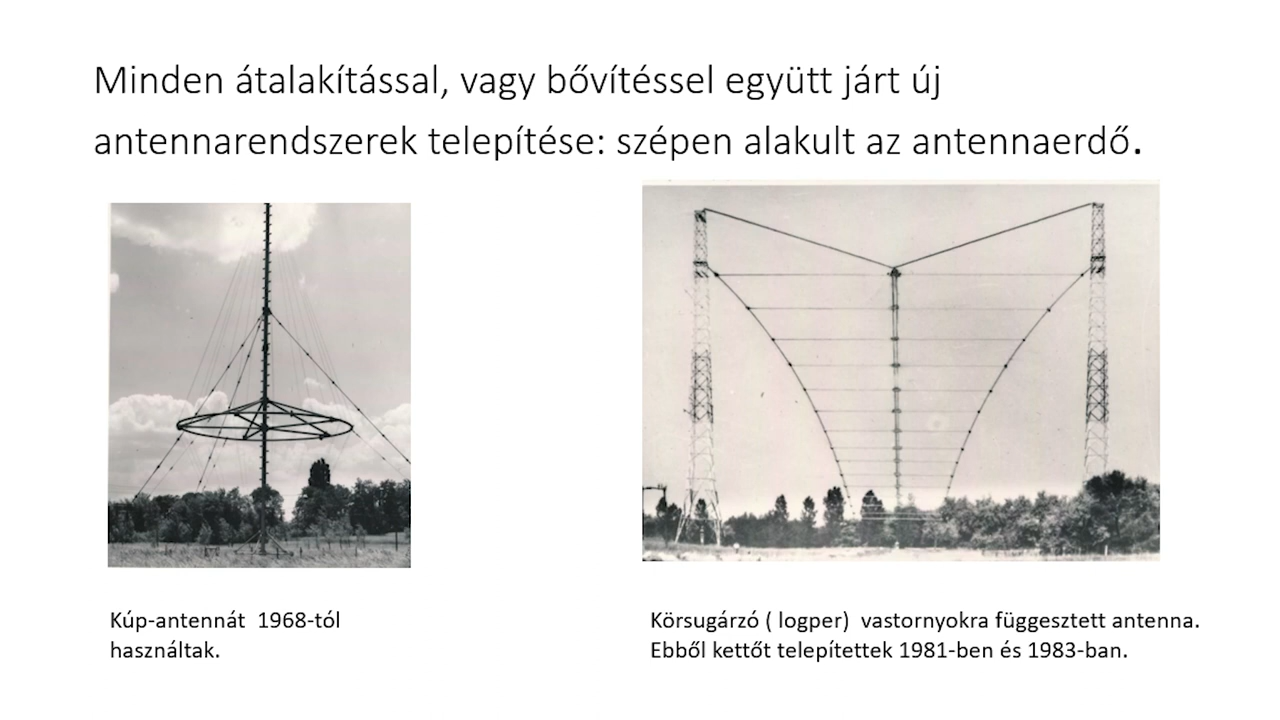 Minden átalakítással, vagy bővítéssel együtt járt új
antennarendszerek telepítése: szépen alakult az antennaerdő.
Kúp-antennát 1968-tól
használtak.
Körsugárzó ( logper) vastornyokra függesztett antenna.
Ebből kettőt telepítettek 1981-ben és 1983-ban.